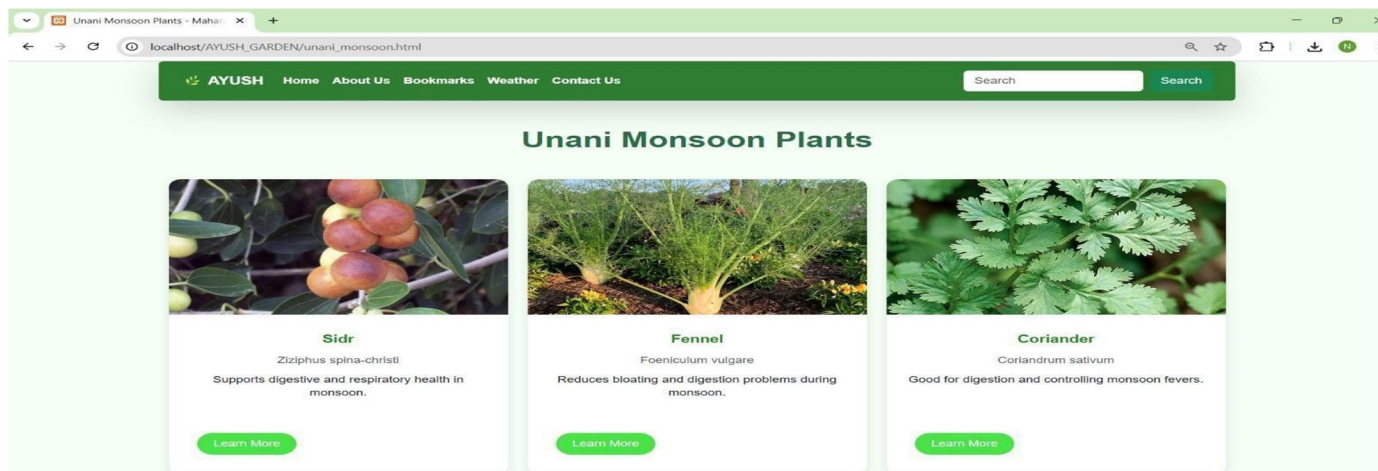 Unani Monsoon Plants - Mahar
localhost/AYUSH_GARDEN/unani_monsoon.html
N
AYUSH Home About Us Bookmarks Weather Contact Us Search Search
Unani Monsoon Plants
Sidr
Ziziphus spina-christi
Supports digestive and respiratory health in
monsoon.
Learn More
Fennel
Foeniculum vulgare
Reduces bloating and digestion problems during
monsoon.
Learn More
Coriander
Coriandrum sativum
Good for digestion and controlling monsoon fevers.
Learn More